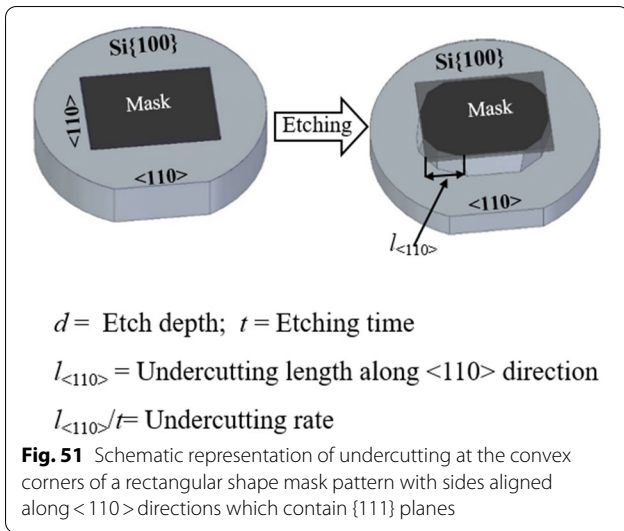 Si{100}
Mask
<110>
<110>
Etching
Si{100}
Mask
<110>
l<110>
d = Etch depth; t = Etching time
l<110> = Undercutting length along <110> direction
l<110>/t= Undercutting rate
Fig. 51 Schematic representation of undercutting at the convex
corners of a rectangular shape mask pattern with sides aligned
along < 110 > directions which contain {111} planes